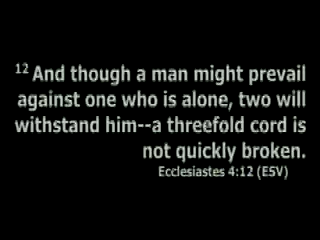 12 And though a man might prevail
against one who is alone, two will
withstand him--a threefold cord is
not quickly broken.
Ecclesiastes 4:12 (ESV)